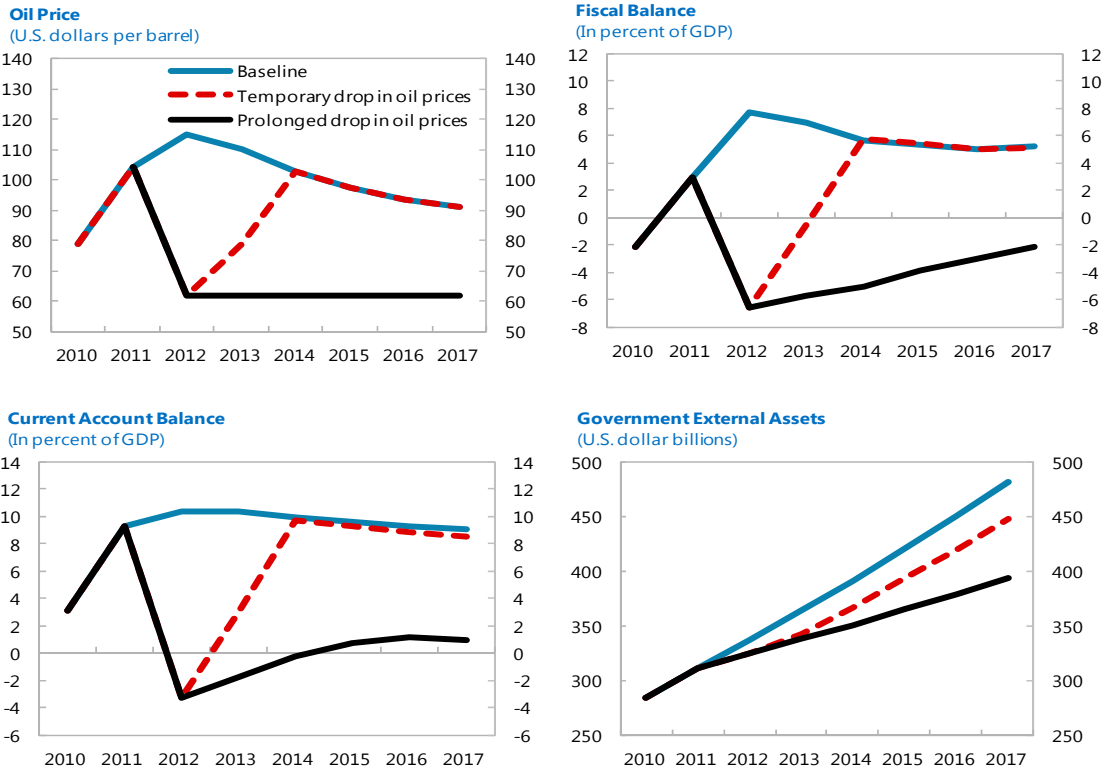 Oil Price
(U.S. dollars per barrel)
140 140
130 130
120 120
110 110
100 100
90 90
80 80
70 70
60 60
50 50
Baseline
Temporary drop in oil prices
Prolonged drop in oil prices
2010 2011 2012 2013 2014 2015 2016 2017
Fiscal Balance
(In percent of GDP)
12 12
10 10
8 8
6 6
4 4
2 2
0 0
-2 -2
-4 -4
-6 -6
-8 -8
2010 2011 2012 2013 2014 2015 2016 2017
Current Account Balance
(In percent of GDP)
14 14
12 12
10 10
8 8
6 6
4 4
2 2
0 0
-2 -2
-4 -4
-6 -6
2010 2011 2012 2013 2014 2015 2016 2017
Government External Assets
(U.S. dollar billions)
500 500
450 450
400 400
350 350
300 300
250 250
2010 2011 2012 2013 2014 2015 2016 2017